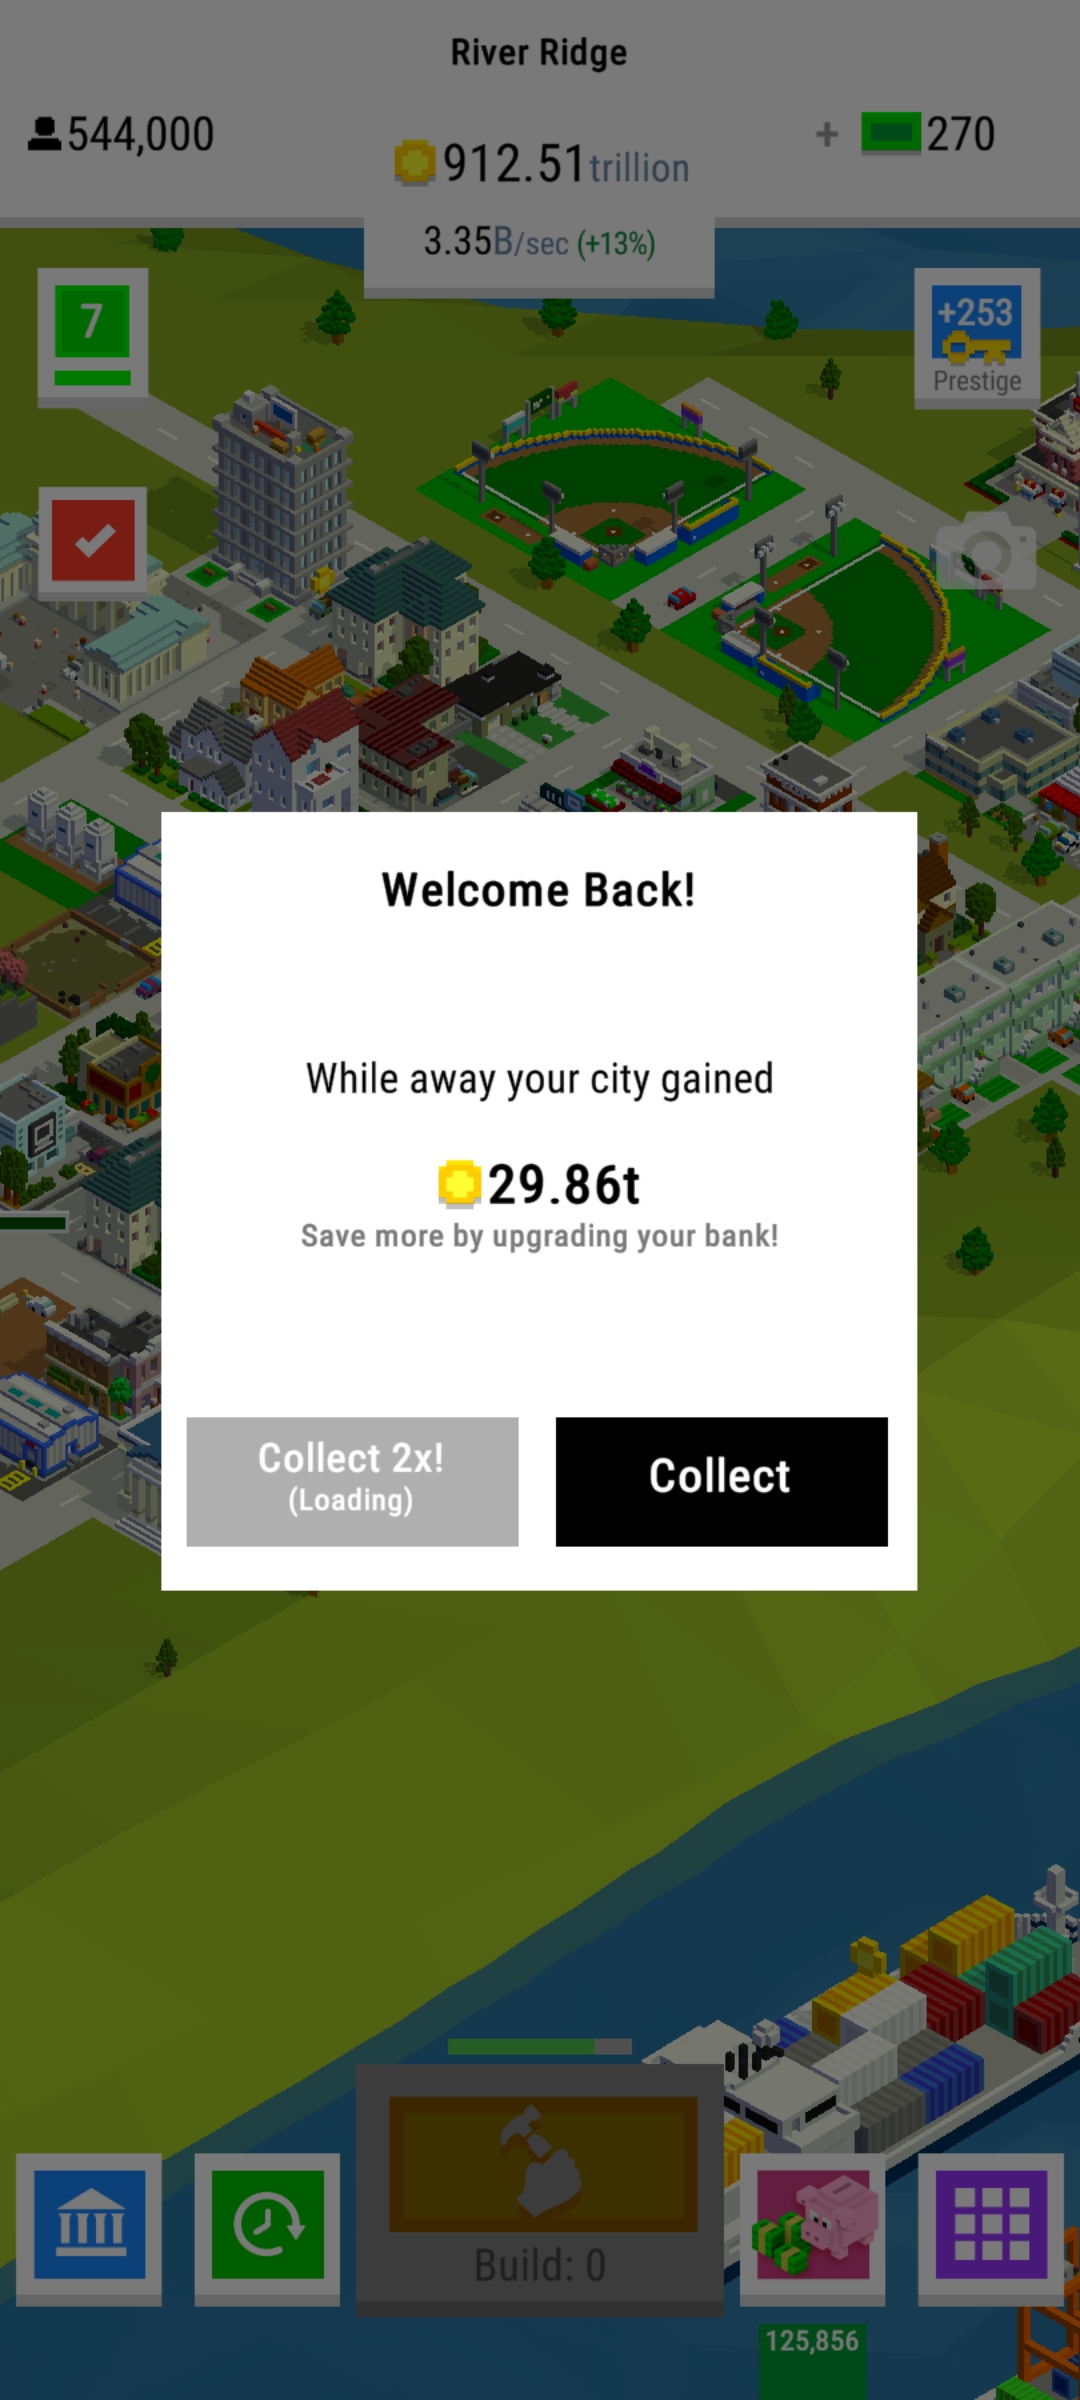 River Ridge
544,000
912.51 trillion
+ 270
3.35B/sec (+13%)
7
+253
Prestige
Welcome Back!
While away your city gained
29.86t
Save more by upgrading your bank!
Collect 2x!
(Loading)
Collect
Build: 0
125,856